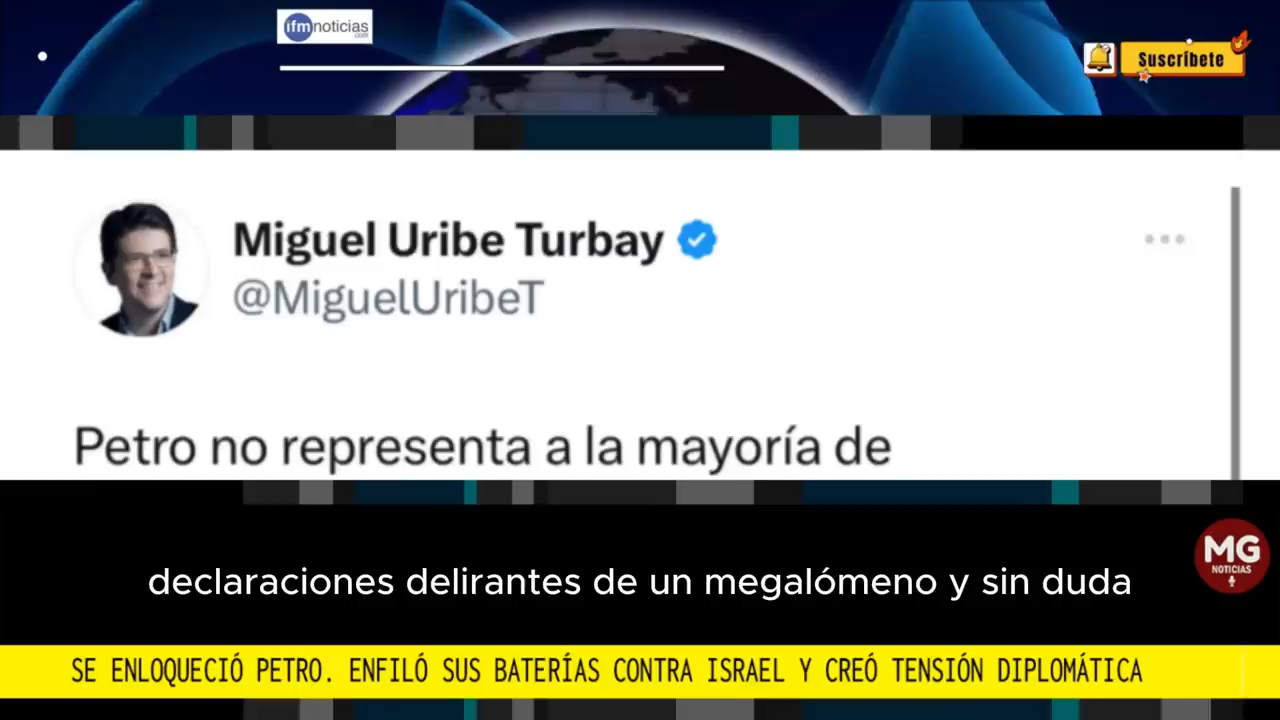 ifmnoticias
.com
Suscríbete
Miguel Uribe Turbay
@MiguelUribeT
Petro no representa a la mayoría de
declaraciones delirantes de un megalómeno y sin duda
MG
NOTICIAS
SE ENLOQUECIÓ PETRO. ENFILÓ SUS BATERÍAS CONTRA ISRAEL Y CREÓ TENSIÓN DIPLOMÁTICA